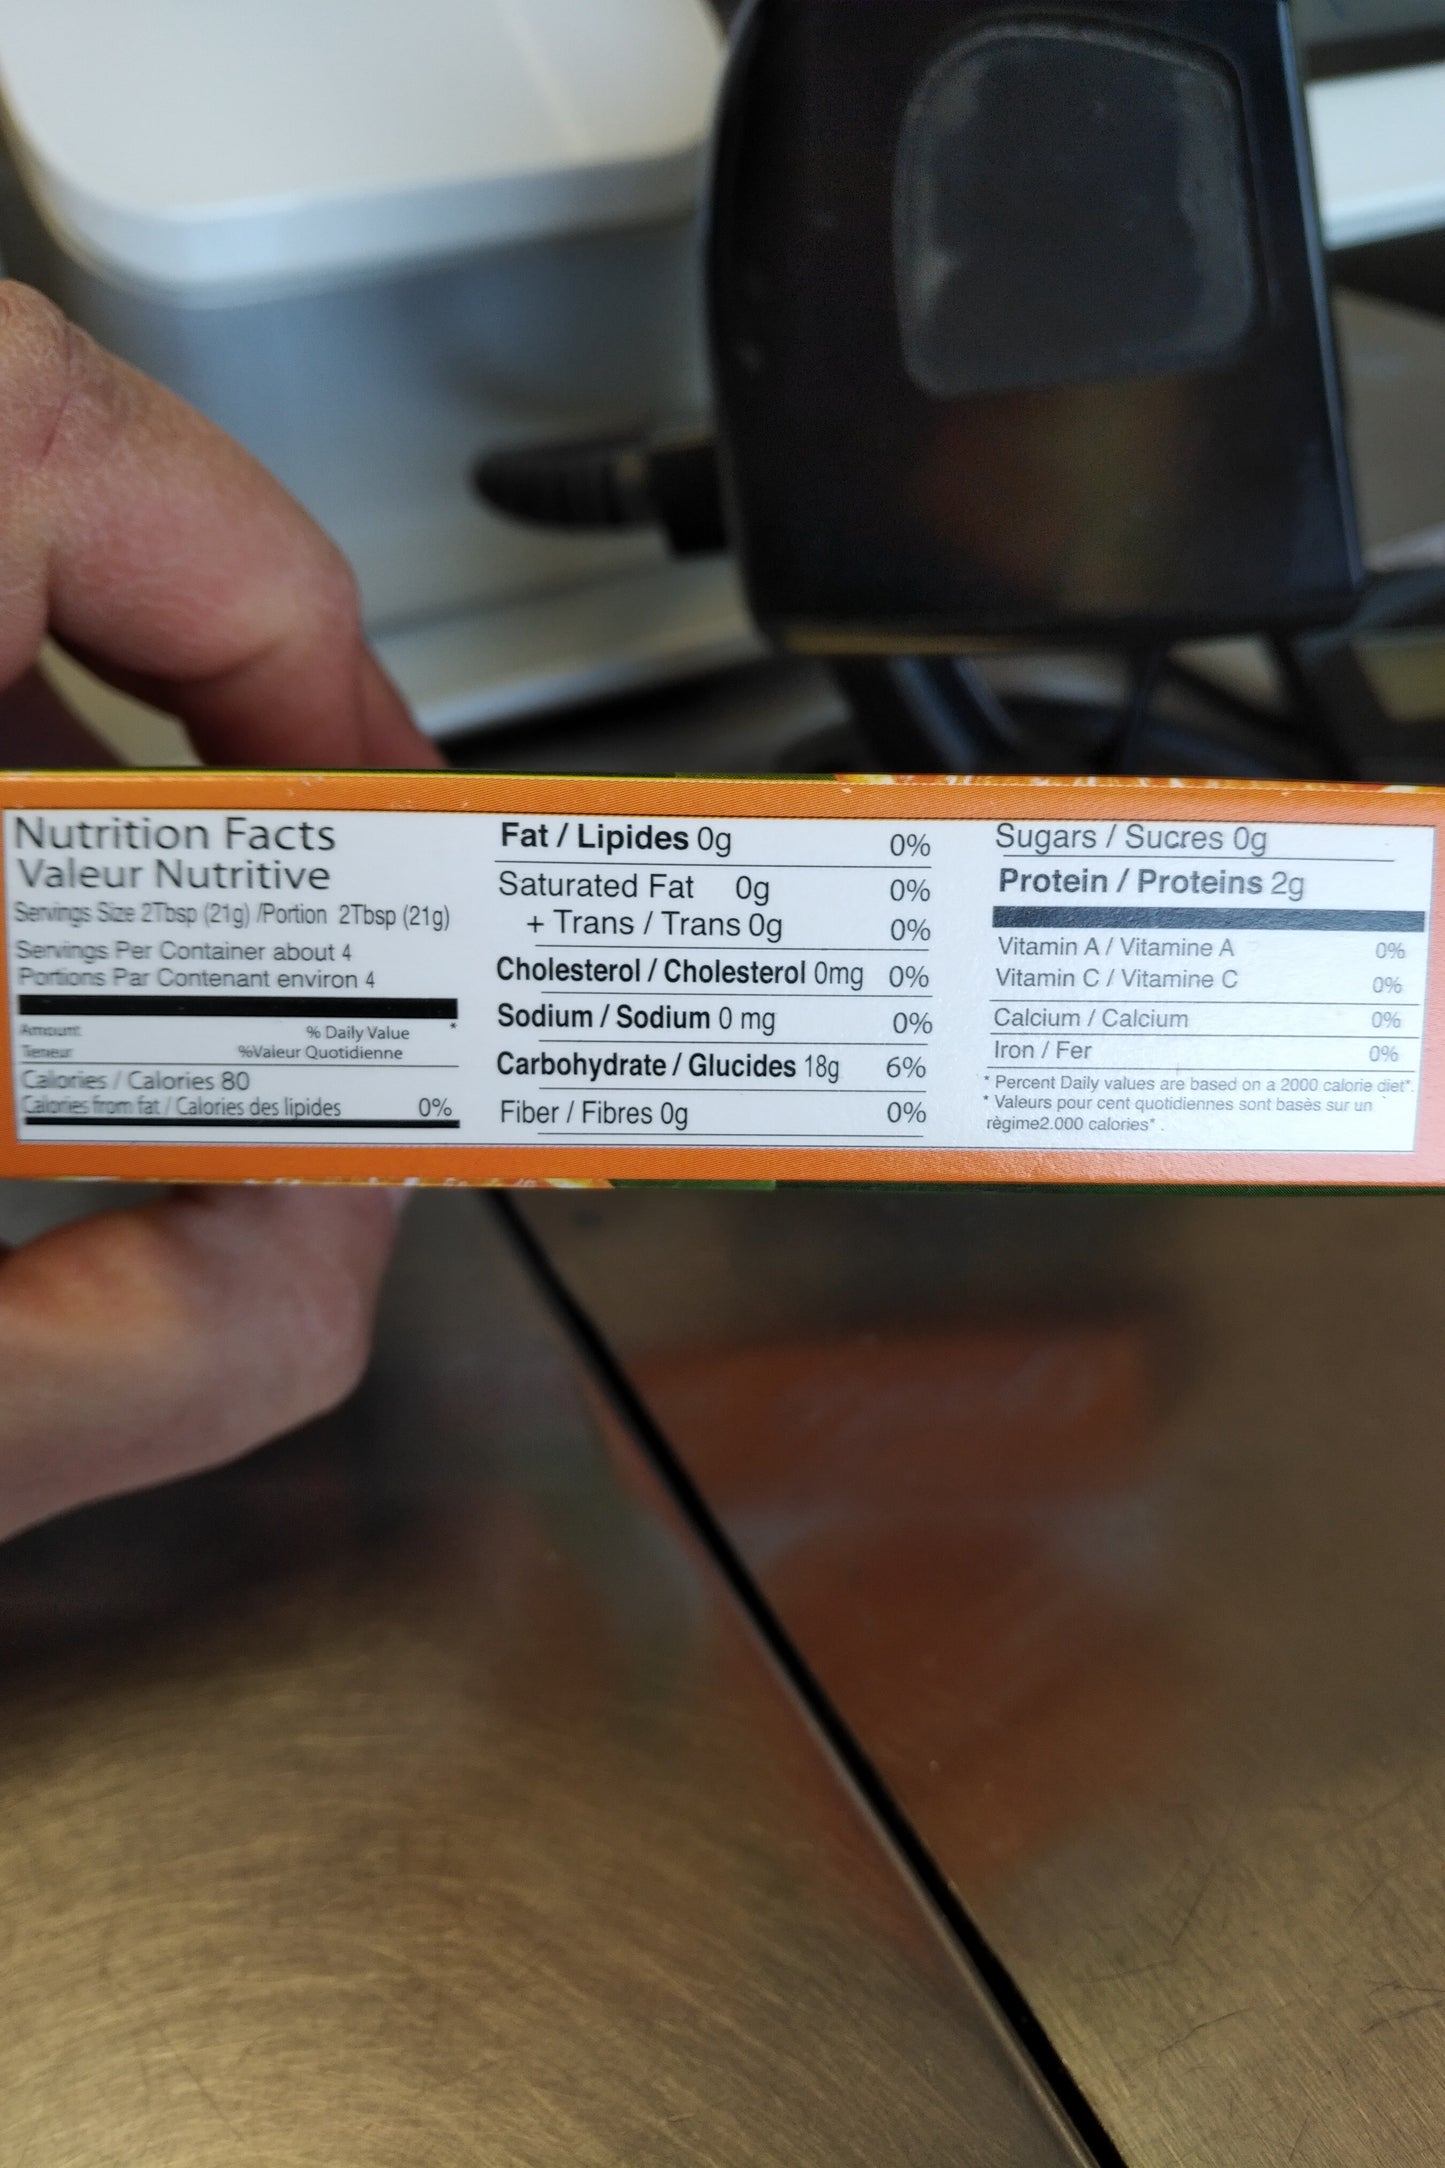 Nutrition Facts
Valeur Nutritive
Servings Size 2Tbsp (21g) /Portion 2Tbsp (21g)
Servings Per Container about 4
Portions Par Contenant environ 4
Amount % Daily Value *
Teneur %Valeur Quotidienne
Calories / Calories 80
Calories from fat / Calories des lipides 0%
Fat / Lipides 0g 0%
Saturated Fat 0g 0%
+ Trans / Trans 0g 0%
Cholesterol / Cholesterol 0mg 0%
Sodium / Sodium 0 mg 0%
Carbohydrate / Glucides 18g 6%
Fiber / Fibres 0g 0%
Sugars / Sucres 0g
Protein / Proteins 2g
Vitamin A / Vitamine A 0%
Vitamin C / Vitamine C 0%
Calcium / Calcium 0%
Iron / Fer 0%
* Percent Daily values are based on a 2000 calorie diet*.
* Valeurs pour cent quotidiennes sont basès sur un
règime2.000 calories* .